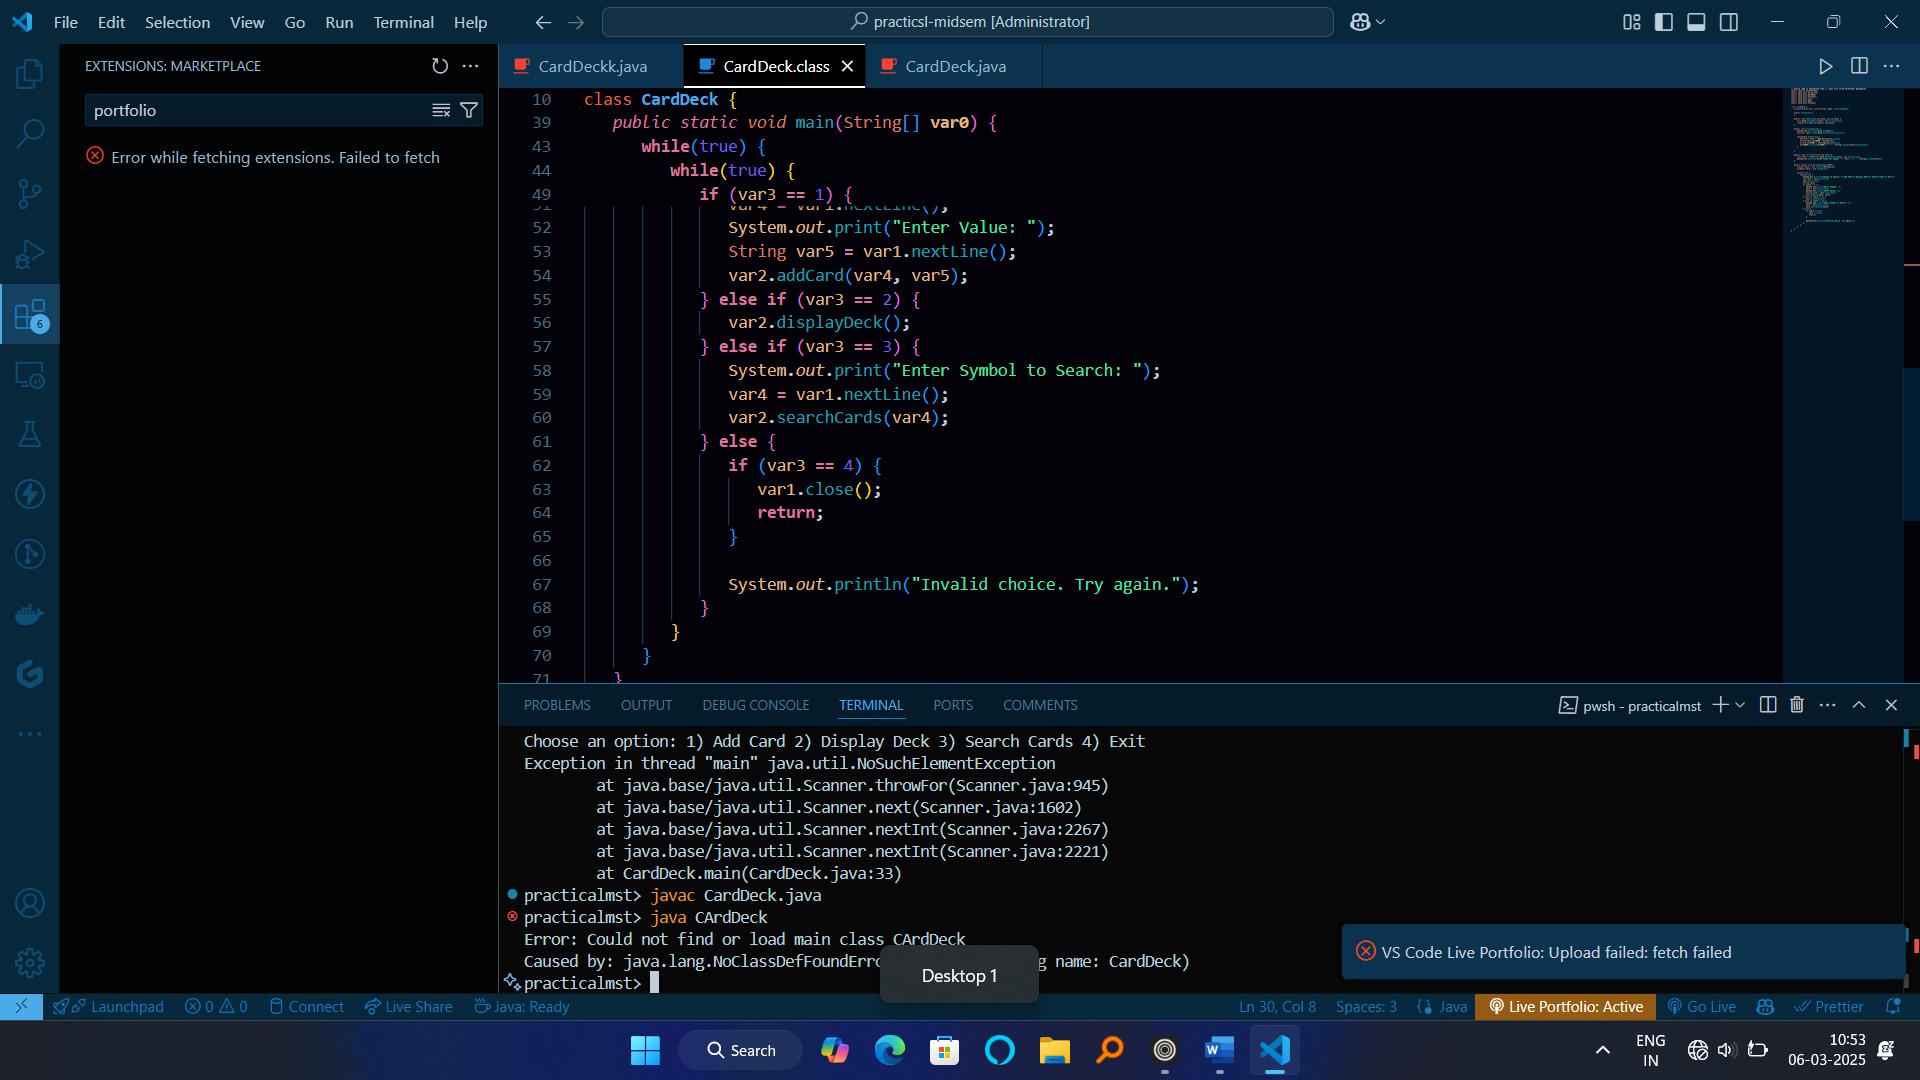 File Edit Selection View Go Run Terminal Help
practicsl-midsem [Administrator]
EXTENSIONS: MARKETPLACE
portfolio
Error while fetching extensions. Failed to fetch
6
CardDeckk.java
CardDeck.class
CardDeck.java
10 class CardDeck {
39 public static void main(String[] var0) {
43 while(true) {
44 while(true) {
49 if (var3 == 1) {
51 var4 = var1.nextLine();
52 System.out.print("Enter Value: ");
53 String var5 = var1.nextLine();
54 var2.addCard(var4, var5);
55 } else if (var3 == 2) {
56 var2.displayDeck();
57 } else if (var3 == 3) {
58 System.out.print("Enter Symbol to Search: ");
59 var4 = var1.nextLine();
60 var2.searchCards(var4);
61 } else {
62 if (var3 == 4) {
63 var1.close();
64 return;
65 }
66
67 System.out.println("Invalid choice. Try again.");
68 }
69 }
70 }
71 }
PROBLEMS OUTPUT DEBUG CONSOLE TERMINAL PORTS COMMENTS
pwsh - practicalmst
Choose an option: 1) Add Card 2) Display Deck 3) Search Cards 4) Exit
Exception in thread "main" java.util.NoSuchElementException
at java.base/java.util.Scanner.throwFor(Scanner.java:945)
at java.base/java.util.Scanner.next(Scanner.java:1602)
at java.base/java.util.Scanner.nextInt(Scanner.java:2267)
at java.base/java.util.Scanner.nextInt(Scanner.java:2221)
at CardDeck.main(CardDeck.java:33)
practicalmst> javac CardDeck.java
practicalmst> java CArdDeck
Error: Could not find or load main class CArdDeck
Caused by: java.lang.NoClassDefFoundErro g name: CardDeck)
practicalmst>
Desktop 1
VS Code Live Portfolio: Upload failed: fetch failed
Launchpad 0 0 Connect Live Share Java: Ready
Ln 30, Col 8 Spaces: 3 {} Java Live Portfolio: Active Go Live Prettier
Search
ENG
IN
10:53
06-03-2025